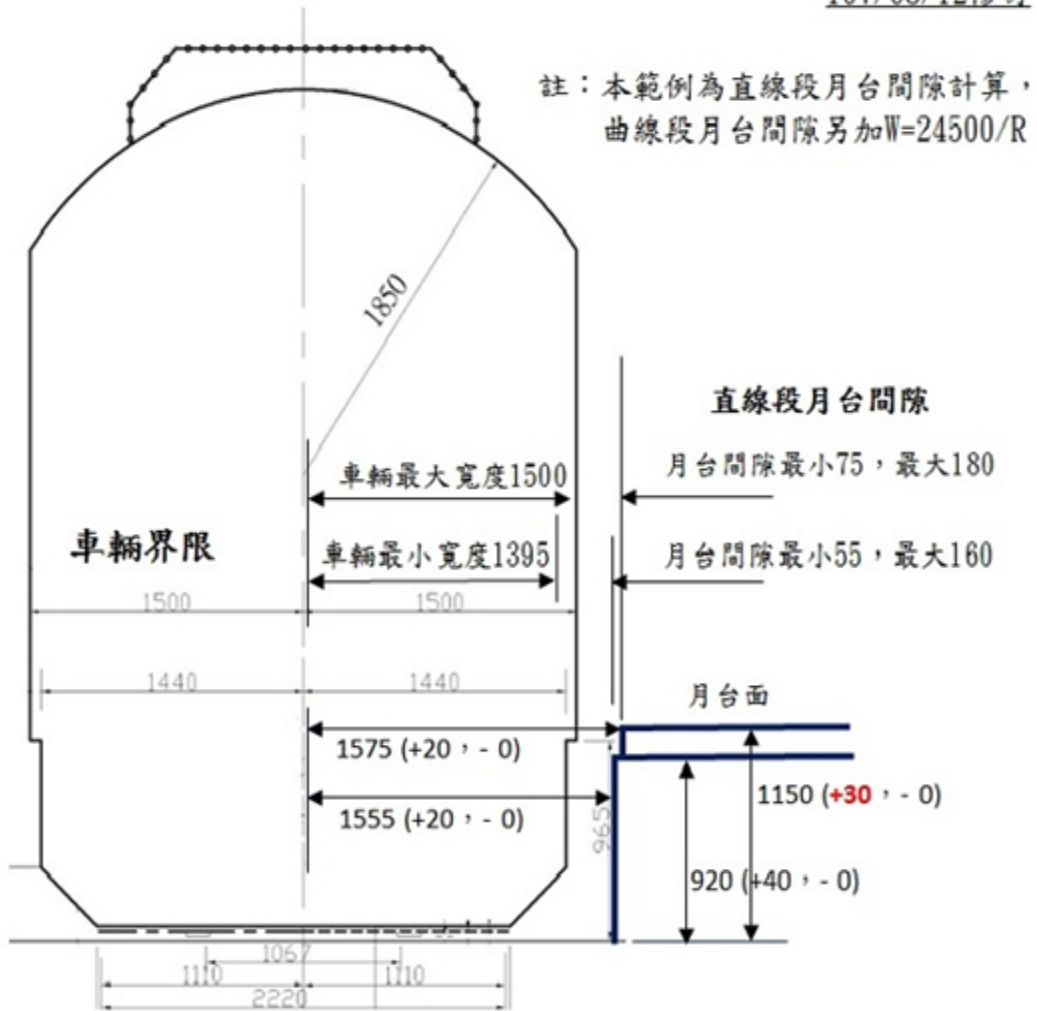 註：本範例為直線段月台間隙計算，
曲線段月台間隙另加W=24500/R
1850
直線段月台間隙
車輛最大寬度1500
月台間隙最小75，最大180
車輛界限
車輛最小寬度1395
月台間隙最小55，最大160
1500
1500
1440
1440
月台面
1575 (+20，- 0)
1150 (+30，- 0)
1555 (+20，- 0)
965
920 (+40，- 0)
1067
1110
1110
2220